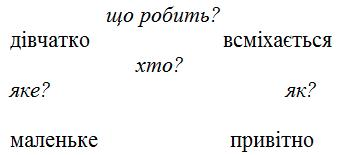 що робить?
дівчатко всміхається
хто?
яке? як?
маленьке привітно